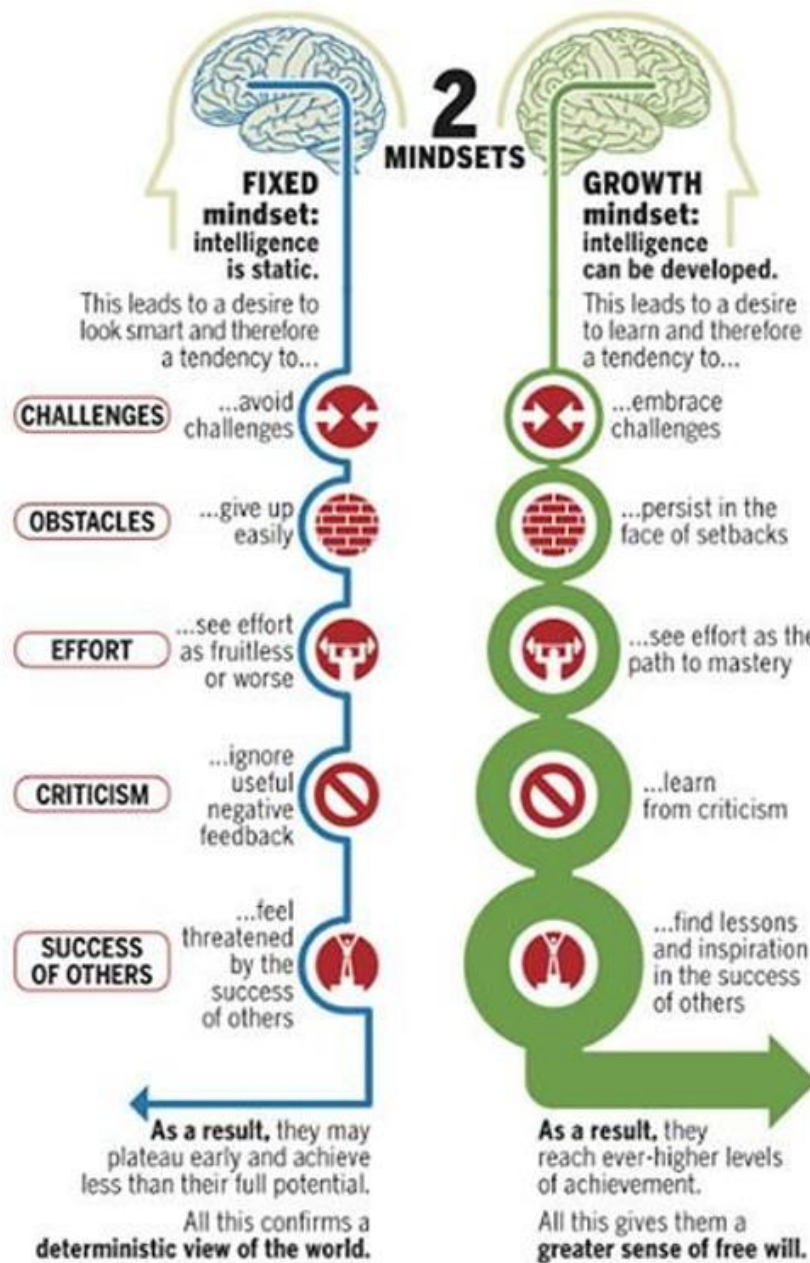 2
MINDSETS
FIXED
mindset:
intelligence
is static.
This leads to a desire to
look smart and therefore
a tendency to...
GROWTH
mindset:
intelligence
can be developed.
This leads to a desire
to learn and therefore
a tendency to...
CHALLENGES
...avoid
challenges
...embrace
challenges
OBSTACLES
...give up
easily
...persist in the
face of setbacks
EFFORT
...see effort
as fruitless
or worse
...see effort as the
path to mastery
CRITICISM
...ignore
useful
negative
feedback
...learn
from criticism
SUCCESS
OF OTHERS
...feel
threatened
by the
success
of others
...find lessons
and inspiration
in the success
of others
As a result, they may
plateau early and achieve
less than their full potential.
All this confirms a
deterministic view of the world.
As a result, they
reach ever-higher levels
of achievement.
All this gives them a
greater sense of free will.